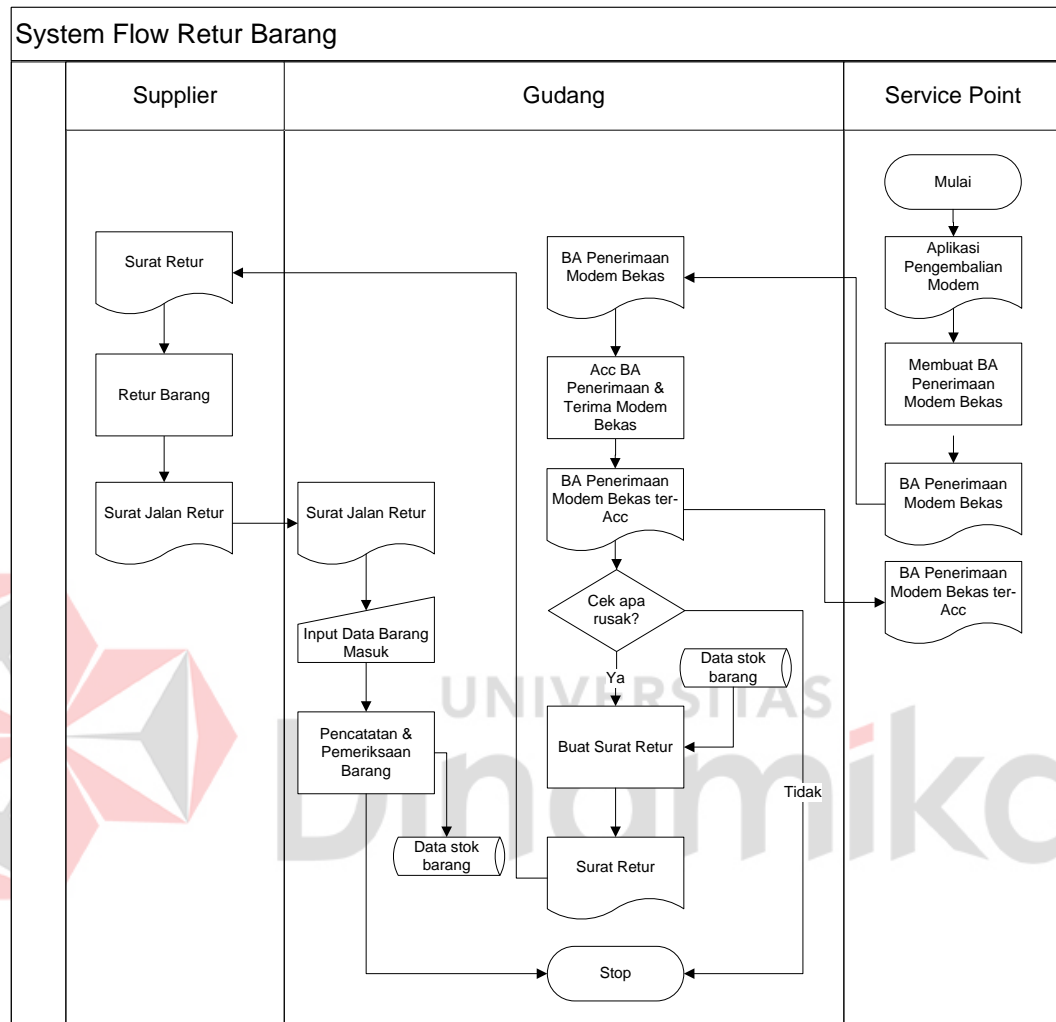 System Flow Retur Barang
Supplier
Gudang
Service Point
Mulai
Aplikasi
Pengembalian
Modem
Membuat BA
Penerimaan
Modem Bekas
BA Penerimaan
Modem Bekas
BA Penerimaan
Modem Bekas
Acc BA
Penerimaan &
Terima Modem
Bekas
BA Penerimaan
Modem Bekas ter-
Acc
BA Penerimaan
Modem Bekas ter-
Acc
Cek apa
rusak?
Ya
Tidak
Data stok
barang
Buat Surat Retur
Surat Retur
Surat Retur
Retur Barang
Surat Jalan Retur
Surat Jalan Retur
Input Data Barang
Masuk
Pencatatan &
Pemeriksaan
Barang
Data stok
barang
Stop
UNIVERSITAS
Dinamika